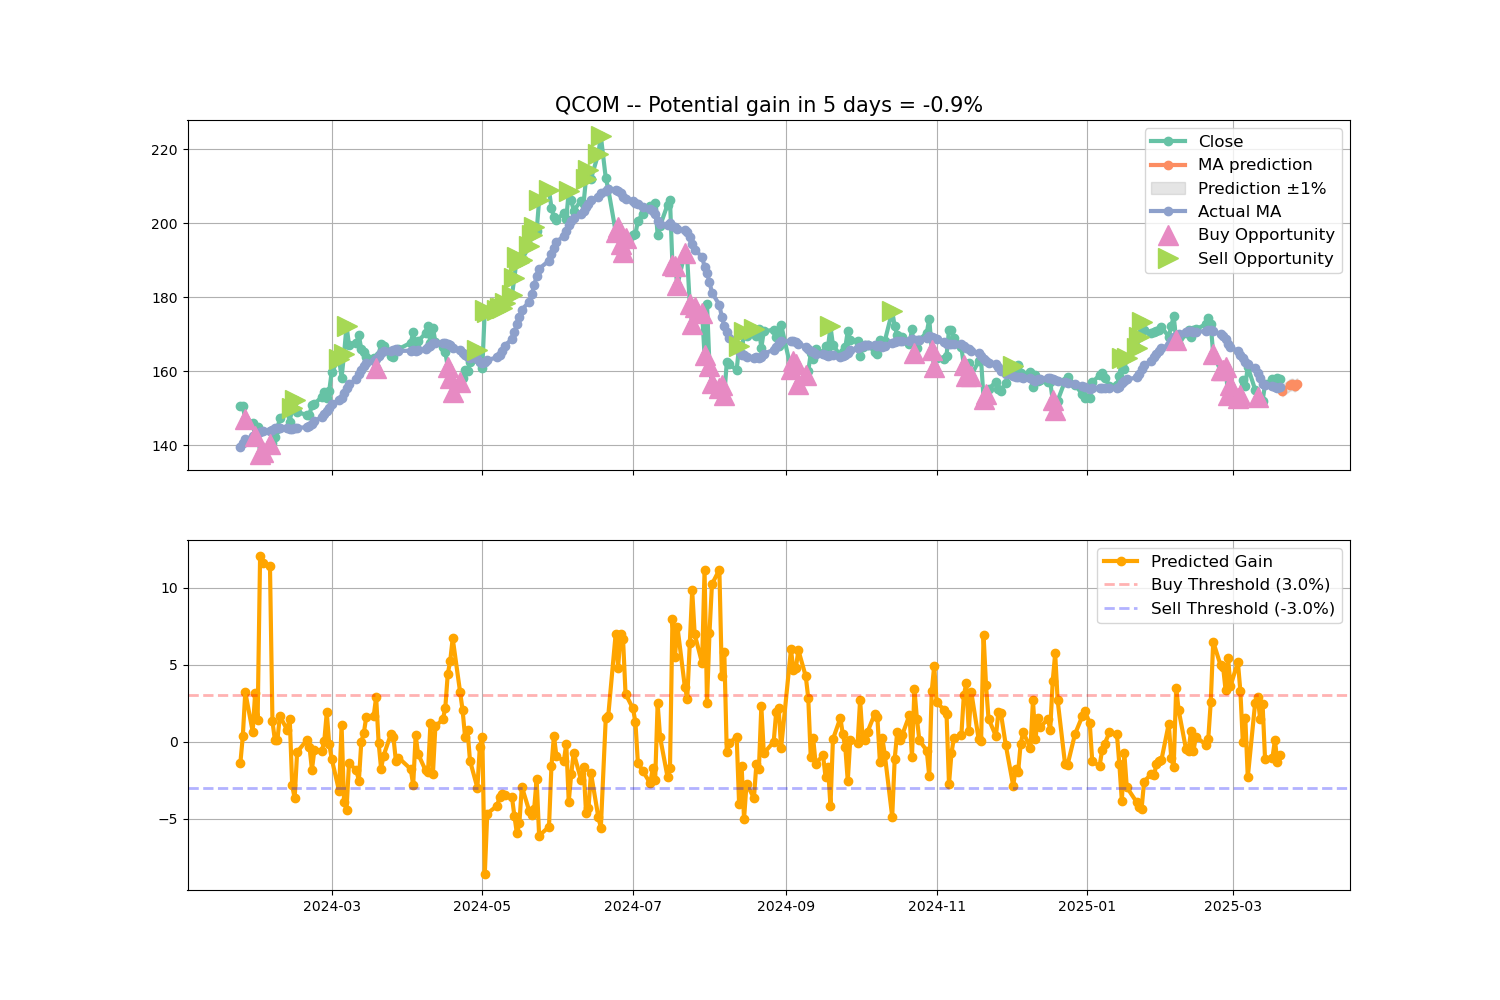 QCOM -- Potential gain in 5 days = -0.9%
220
200
180
160
140
Close
MA prediction
Prediction ±1%
Actual MA
Buy Opportunity
Sell Opportunity
10
5
0
−5
Predicted Gain
Buy Threshold (3.0%)
Sell Threshold (-3.0%)
2024-03
2024-05
2024-07
2024-09
2024-11
2025-01
2025-03